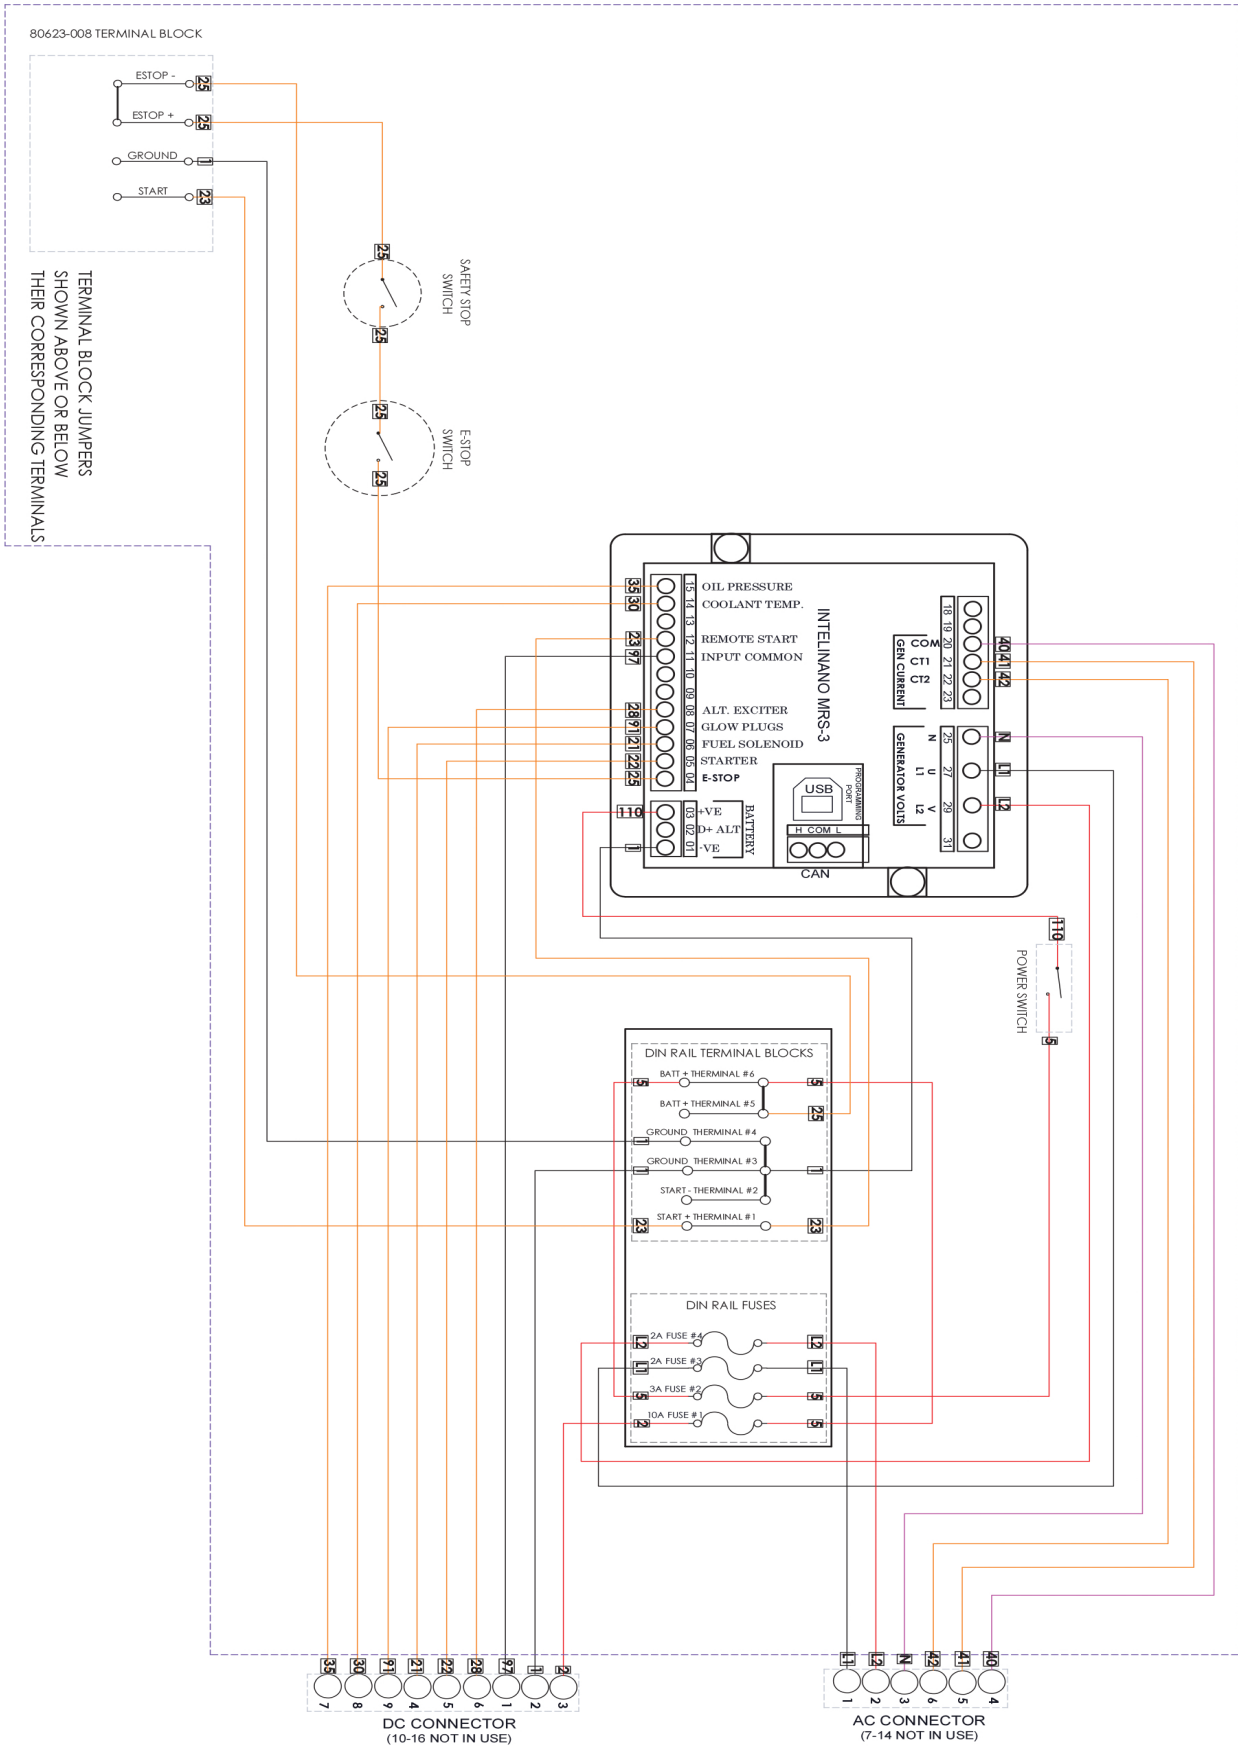 80623-008 TERMINAL BLOCK
ESTOP -
25
ESTOP +
25
GROUND
1
START
23
TERMINAL BLOCK JUMPERS
SHOWN ABOVE OR BELOW
THEIR CORRESPONDING TERMINALS
25
SAFETY STOP
SWITCH
25
25
E-STOP
SWITCH
25
INTELINANO MRS-3
35
15
OIL PRESSURE
30
14
COOLANT TEMP.
13
23
12
REMOTE START
97
11
INPUT COMMON
10
09
28
08
ALT. EXCITER
91
07
GLOW PLUGS
21
06
FUEL SOLENOID
22
05
STARTER
25
04
E-STOP
110
03
+VE
02
D+ ALT
1
01
-VE
BATTERY
18
19
COM
20
40
CT1
21
41
CT2
22
42
23
GEN CURRENT
N
25
N
L1 U
27
L1
L2 V
29
L2
31
GENERATOR VOLTS
PROGRAMMING
PORT
USB
H COM L
CAN
110
POWER SWITCH
5
DIN RAIL TERMINAL BLOCKS
5
BATT + THERMINAL #6
5
BATT + THERMINAL #5
25
1
GROUND THERMINAL #4
1
GROUND THERMINAL #3
1
START - THERMINAL #2
23
START + THERMINAL #1
23
DIN RAIL FUSES
L2
2A FUSE #4
L2
L1
2A FUSE #3
L1
5
3A FUSE #2
5
2
10A FUSE #1
5
35
30
91
21
22
28
97
1
2
7
8
9
4
5
6
1
2
3
DC CONNECTOR
(10-16 NOT IN USE)
L1
L2
N
42
41
40
1
2
3
6
5
4
AC CONNECTOR
(7-14 NOT IN USE)